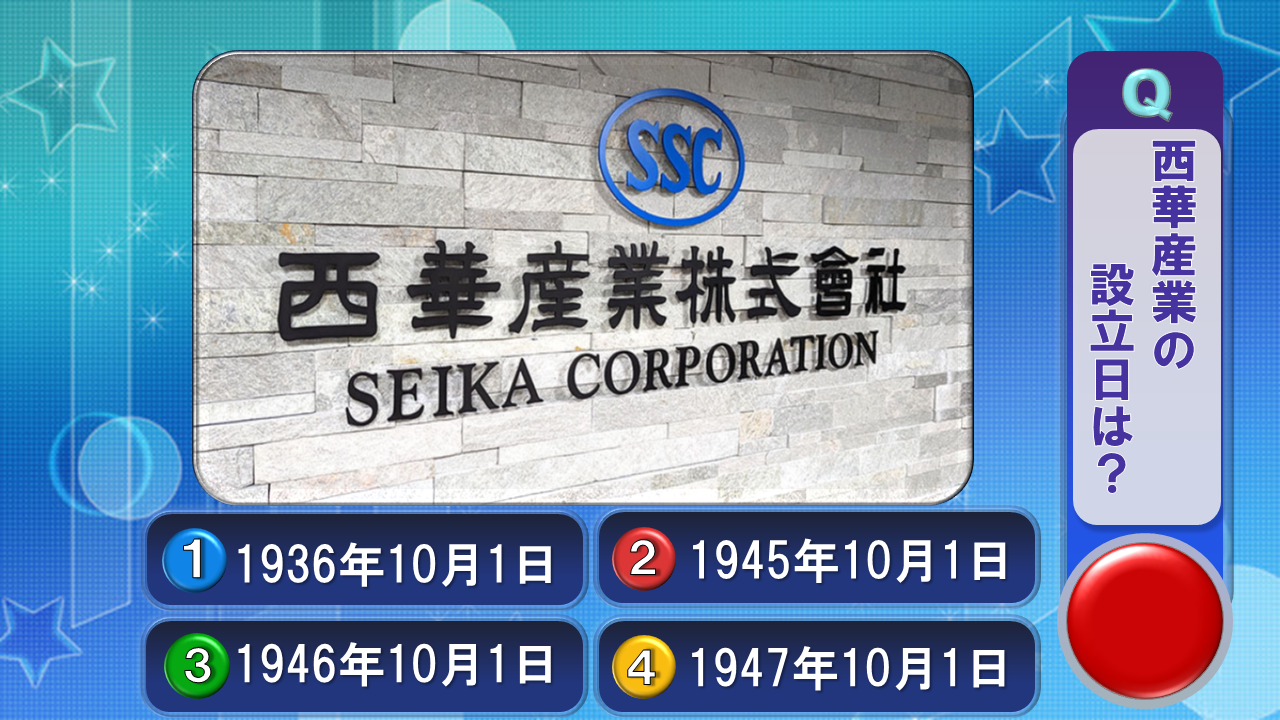 Q
西華産業の
設立日は？
SSC
西華産業株式會社
SEIKA CORPORATION
1 1936年10月1日
2 1945年10月1日
3 1946年10月1日
4 1947年10月1日